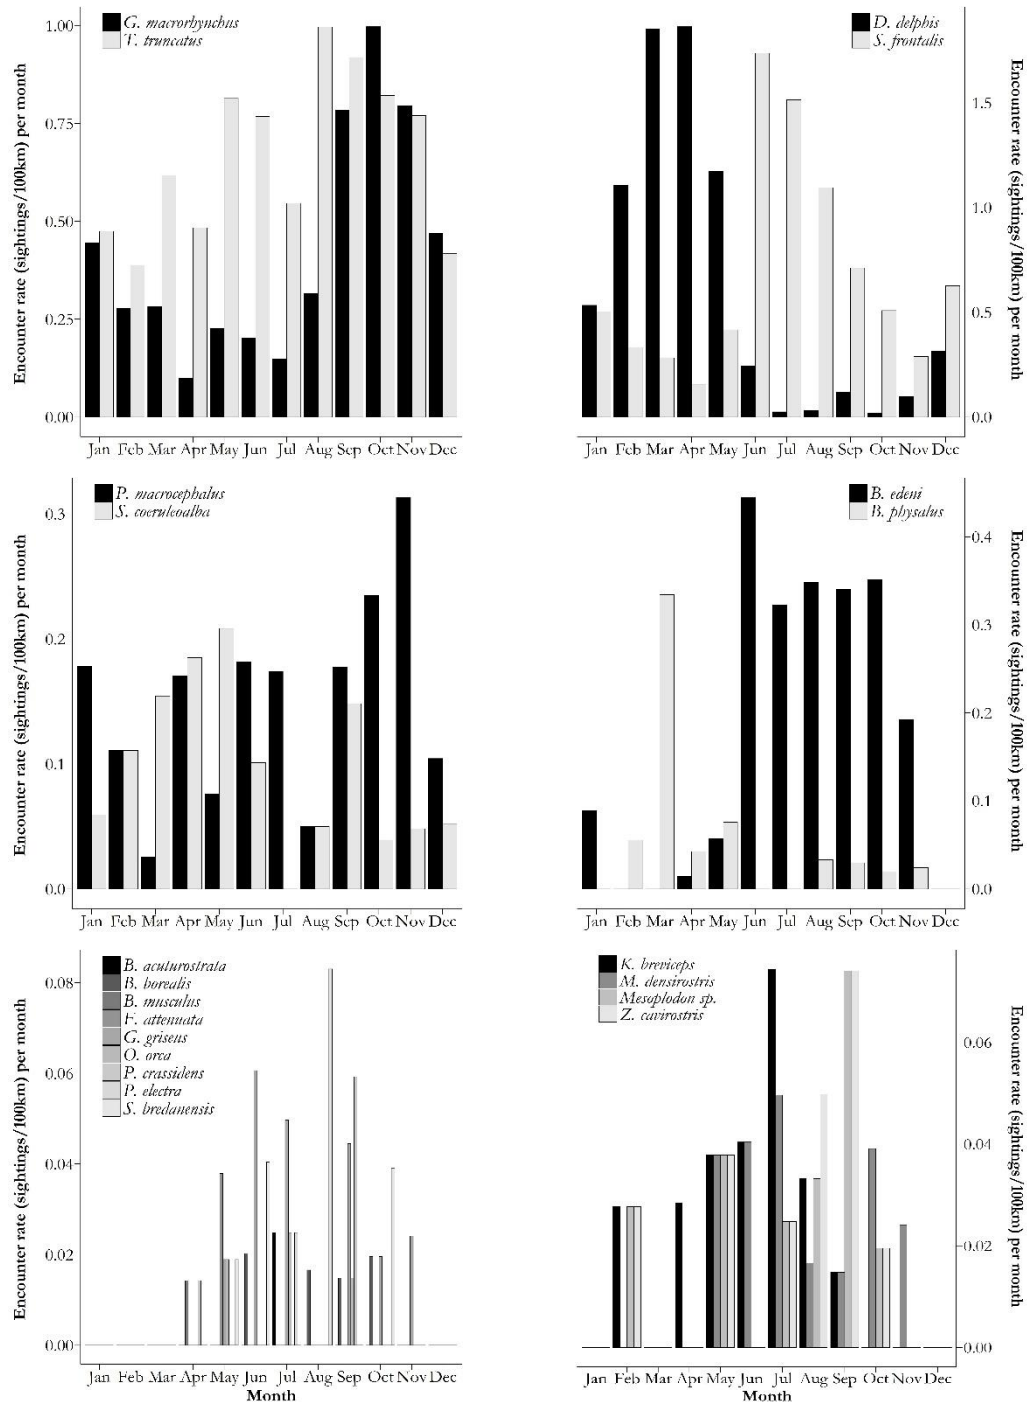 G. macrorhynchus
T. truncatus
1.00
0.75
0.50
0.25
0.00
Encounter rate (sightings/100km) per month
Jan Feb Mar Apr May Jun Jul Aug Sep Oct Nov Dec
D. delphis
S. frontalis
1.5
1.0
0.5
0.0
Encounter rate (sightings/100km) per month
Jan Feb Mar Apr May Jun Jul Aug Sep Oct Nov Dec
P. macrocephalus
S. coeruleoalba
0.3
0.2
0.1
0.0
Encounter rate (sightings/100km) per month
Jan Feb Mar Apr May Jun Jul Aug Sep Oct Nov Dec
B. edeni
B. physalus
0.4
0.3
0.2
0.1
0.0
Encounter rate (sightings/100km) per month
Jan Feb Mar Apr May Jun Jul Aug Sep Oct Nov Dec
B. acuturostrata
B. borealis
B. musculus
F. attenuata
G. griseus
O. orca
P. crassidens
P. electra
S. bredanensis
0.08
0.06
0.04
0.02
0.00
Encounter rate (sightings/100km) per month
Jan Feb Mar Apr May Jun Jul Aug Sep Oct Nov Dec
Month
K. breviceps
M. densirostris
Mesoplodon sp.
Z. cavirostris
0.06
0.04
0.02
0.00
Encounter rate (sightings/100km) per month
Jan Feb Mar Apr May Jun Jul Aug Sep Oct Nov Dec
Month